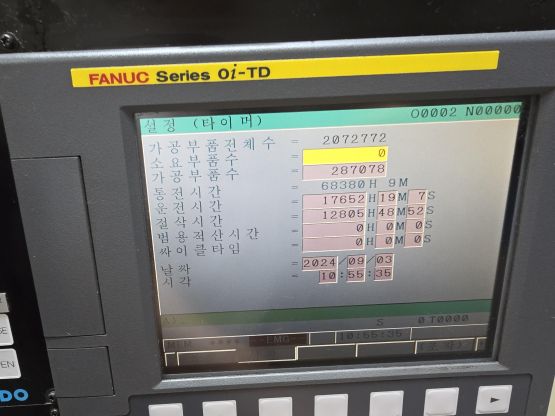 FANUC Series 0i-TD
설정 (타이머) O0002 N00000
가공부품전체수 = 2072772
소요부품수 = 0
가공부품수 = 287078
통전시간 = 68380H 9M
운전시간 = 17652H19M 7S
절삭시간 = 12805H48M52S
범용적산시간 = 0H 0M 0S
싸이클타임 = 0H 0M 0S
날짜 = 2024/09/03
시각 = 10:55:35
S 0 T0000
MEM **** --EMG-- 10:55:35
DO